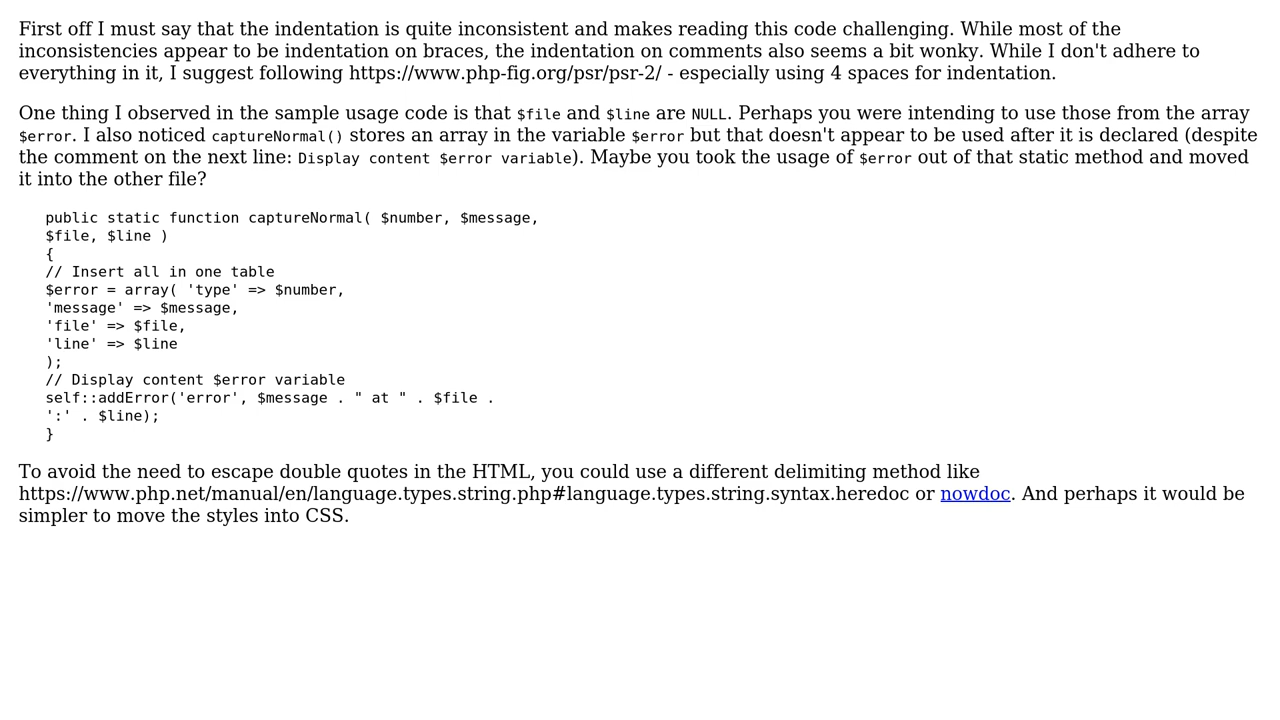 First off I must say that the indentation is quite inconsistent and makes reading this code challenging. While most of the
inconsistencies appear to be indentation on braces, the indentation on comments also seems a bit wonky. While I don't adhere to
everything in it, I suggest following https://www.php-fig.org/psr/psr-2/ - especially using 4 spaces for indentation.
One thing I observed in the sample usage code is that $file and $line are NULL. Perhaps you were intending to use those from the array
$error. I also noticed captureNormal() stores an array in the variable $error but that doesn't appear to be used after it is declared (despite
the comment on the next line: Display content $error variable). Maybe you took the usage of $error out of that static method and moved
it into the other file?
public static function captureNormal( $number, $message,
$file, $line )
{
// Insert all in one table
$error = array( 'type' => $number,
'message' => $message,
'file' => $file,
'line' => $line
);
// Display content $error variable
self::addError('error', $message . " at " . $file .
':' . $line);
}
To avoid the need to escape double quotes in the HTML, you could use a different delimiting method like
https://www.php.net/manual/en/language.types.string.php#language.types.string.syntax.heredoc or nowdoc. And perhaps it would be
simpler to move the styles into CSS.